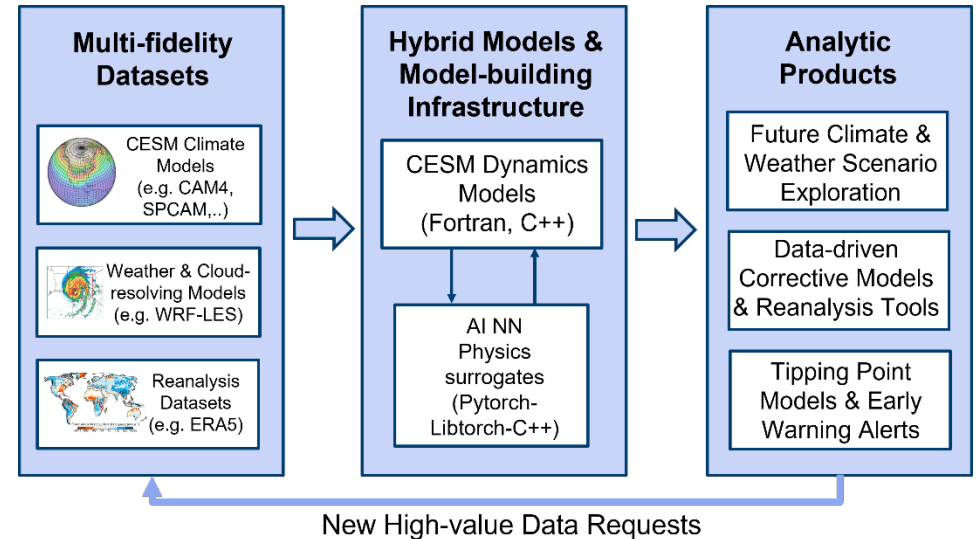 Multi-fidelity
Datasets
CESM Climate
Models
(e.g. CAM4,
SPCAM,..)
Weather & Cloud-
resolving Models
(e.g. WRF-LES)
Reanalysis
Datasets
(e.g. ERA5)
Hybrid Models &
Model-building
Infrastructure
CESM Dynamics
Models
(Fortran, C++)
AI NN
Physics
surrogates
(Pytorch-
Libtorch-C++)
Analytic
Products
Future Climate &
Weather Scenario
Exploration
Data-driven
Corrective Models
& Reanalysis Tools
Tipping Point
Models & Early
Warning Alerts
New High-value Data Requests